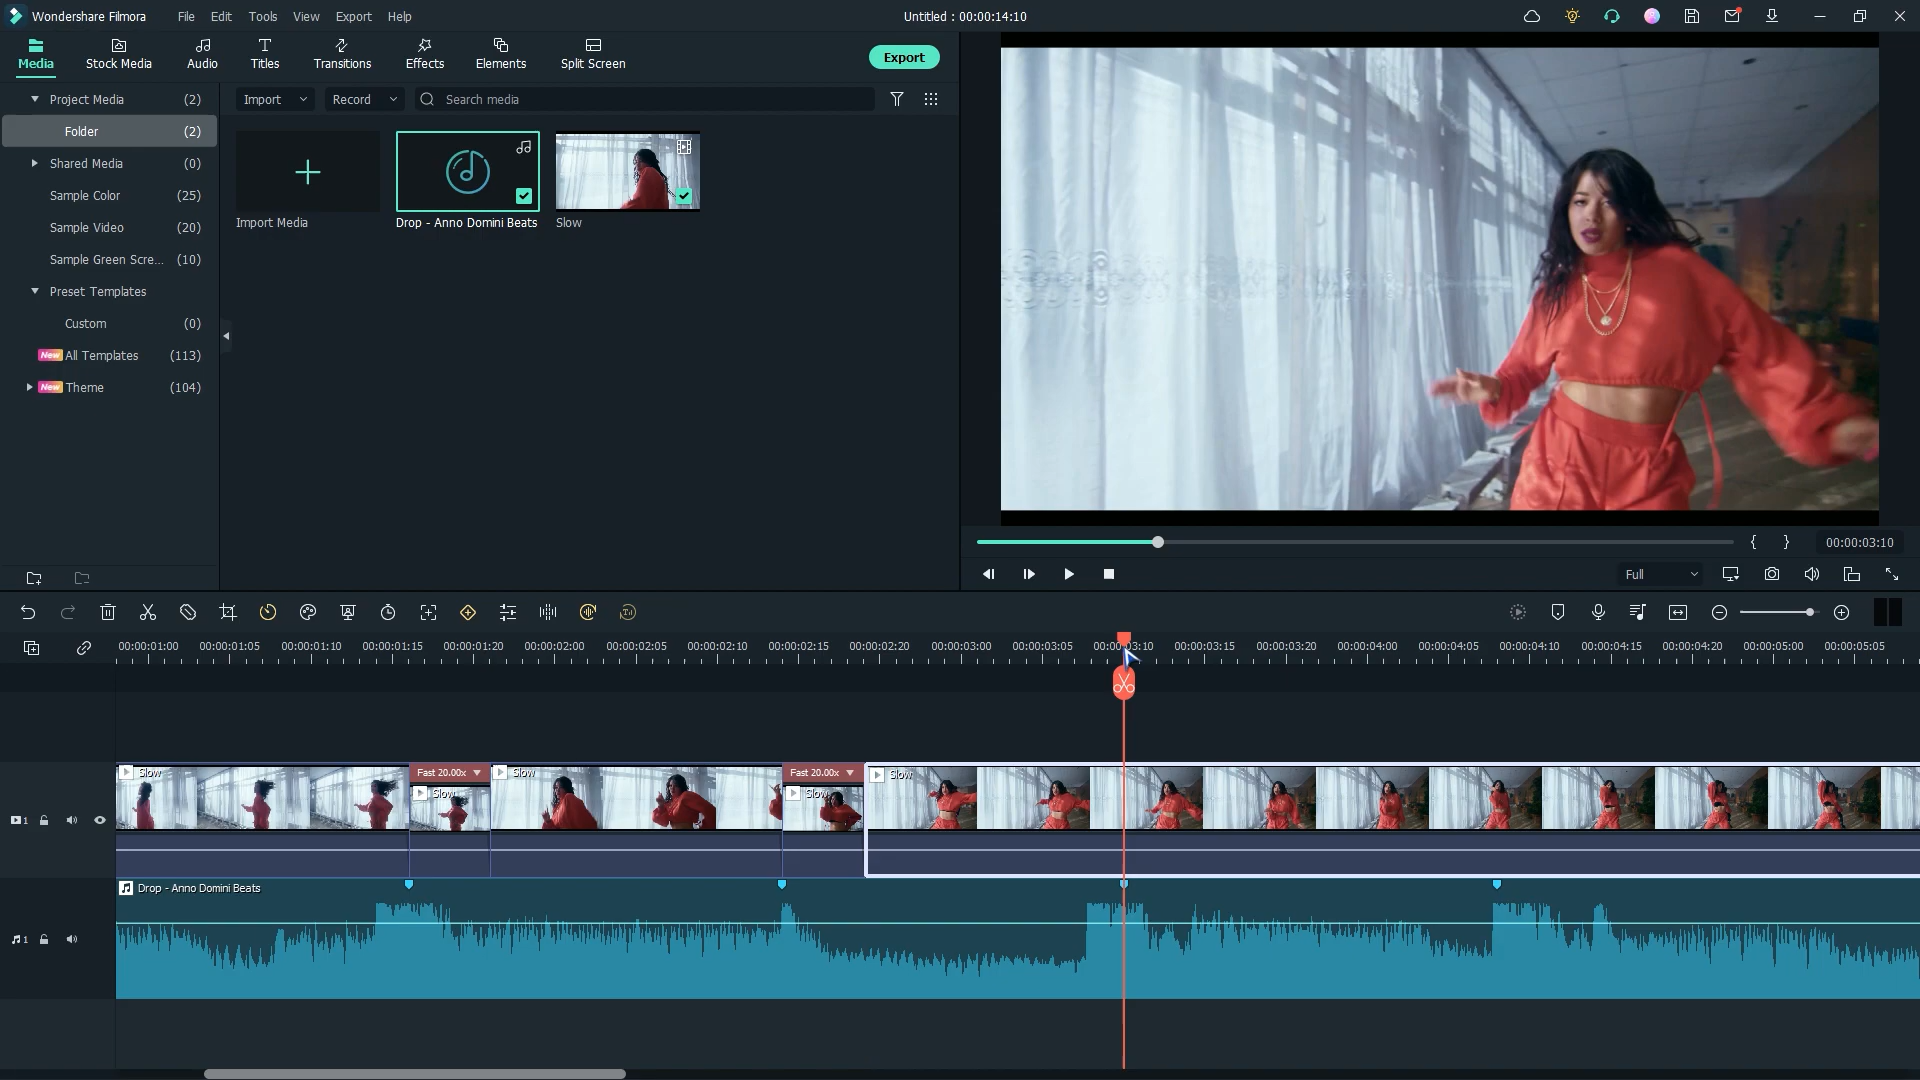 Wondershare Filmora File Edit Tools View Export Help Untitled : 00:00:14:10
Media Stock Media Audio Titles Transitions Effects Elements Split Screen Export
Project Media (2)
Folder (2)
Shared Media (0)
Sample Color (25)
Sample Video (20)
Sample Green Scre... (10)
Preset Templates
Custom (0)
New All Templates (113)
New Theme (104)
Import Record Search media
Import Media Drop - Anno Domini Beats Slow
{ } 00:00:03:10
Full
00:00:01:00 00:00:01:05 00:00:01:10 00:00:01:15 00:00:01:20 00:00:02:00 00:00:02:05 00:00:02:10 00:00:02:15 00:00:02:20 00:00:03:00 00:00:03:05 00:00:03:10 00:00:03:15 00:00:03:20 00:00:04:00 00:00:04:05 00:00:04:10 00:00:04:15 00:00:04:20 00:00:05:00 00:00:05:05
Slow Fast 20.00x Slow Fast 20.00x Slow
Slow Slow
1
Drop - Anno Domini Beats
1